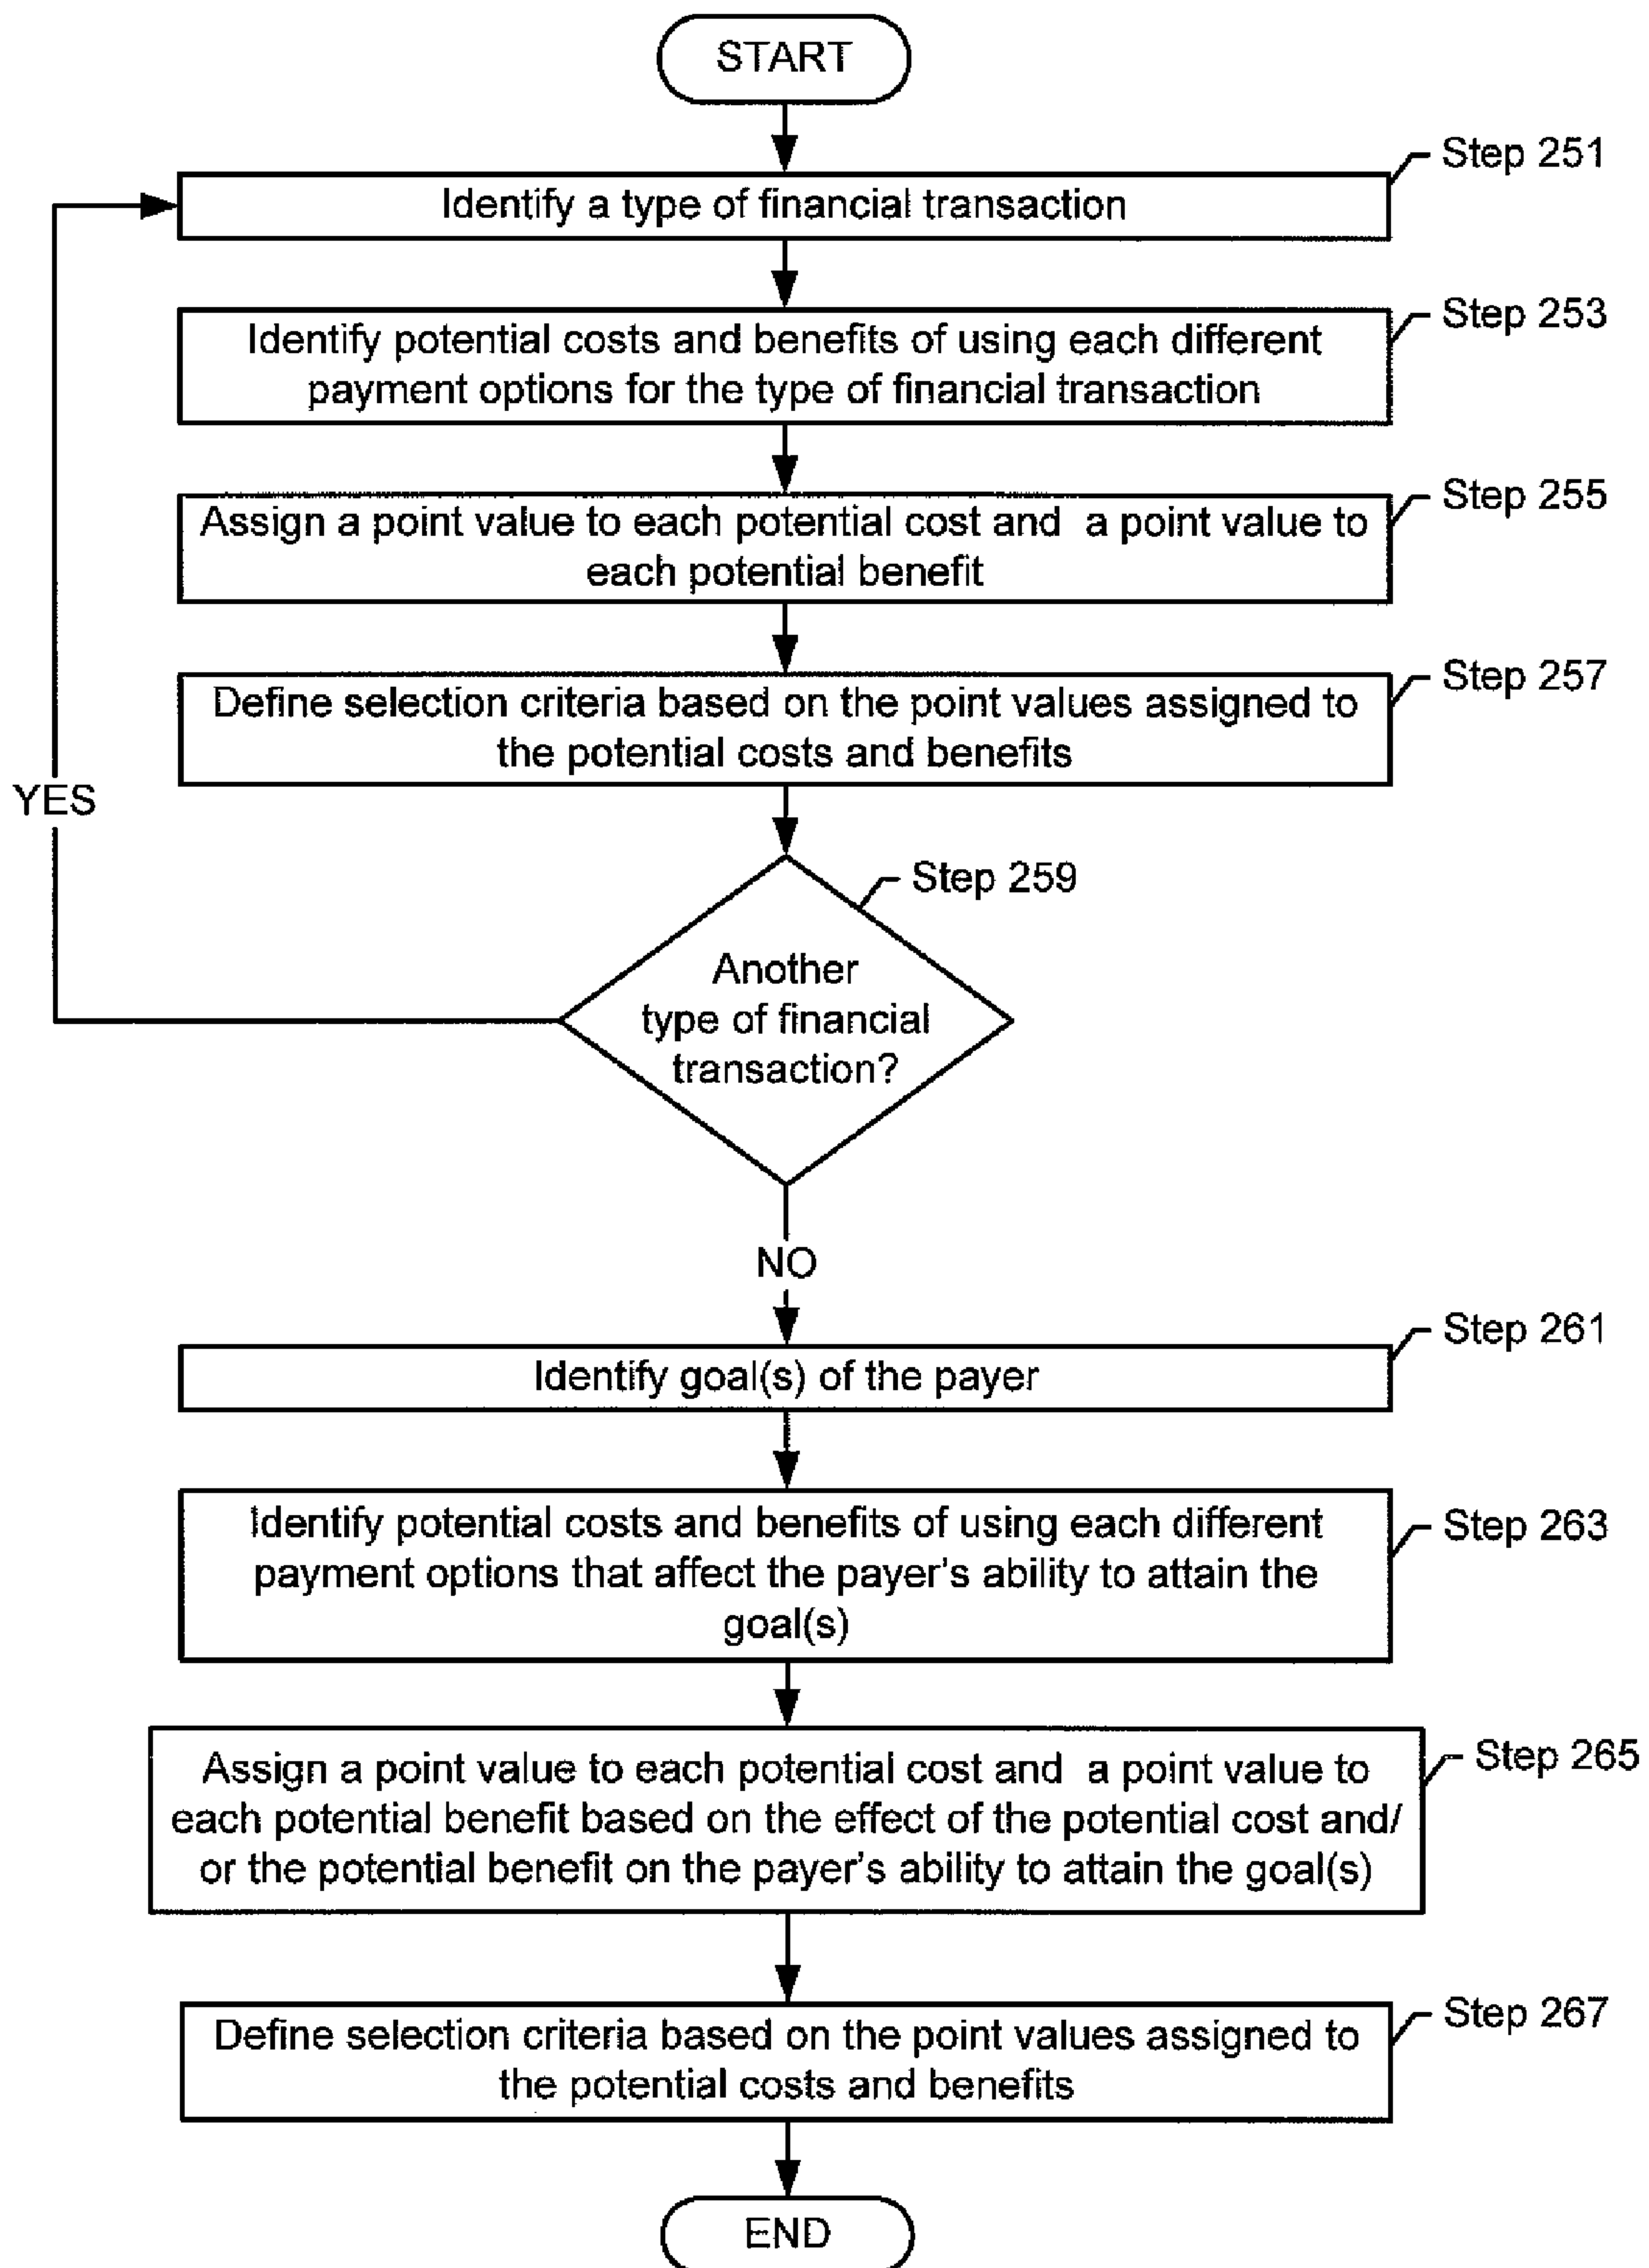 START
Step 251
Identify a type of financial transaction
Step 253
Identify potential costs and benefits of using each different
payment options for the type of financial transaction
Step 255
Assign a point value to each potential cost and a point value to
each potential benefit
Step 257
Define selection criteria based on the point values assigned to
the potential costs and benefits
YES
Step 259
Another
type of financial
transaction?
NO
Step 261
Identify goal(s) of the payer
Step 263
Identify potential costs and benefits of using each different
payment options that affect the payer's ability to attain the
goal(s)
Step 265
Assign a point value to each potential cost and a point value to
each potential benefit based on the effect of the potential cost and/
or the potential benefit on the payer's ability to attain the goal(s)
Step 267
Define selection criteria based on the point values assigned to
the potential costs and benefits
END